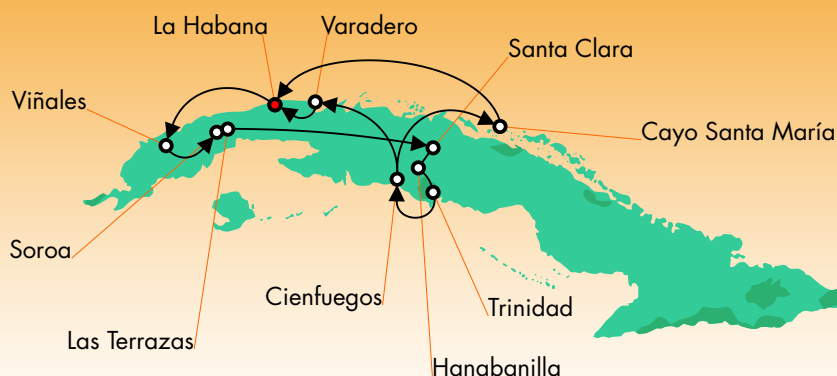 La Habana
Varadero
Santa Clara
Viñales
Cayo Santa María
Soroa
Cienfuegos
Trinidad
Las Terrazas
Hanabanilla